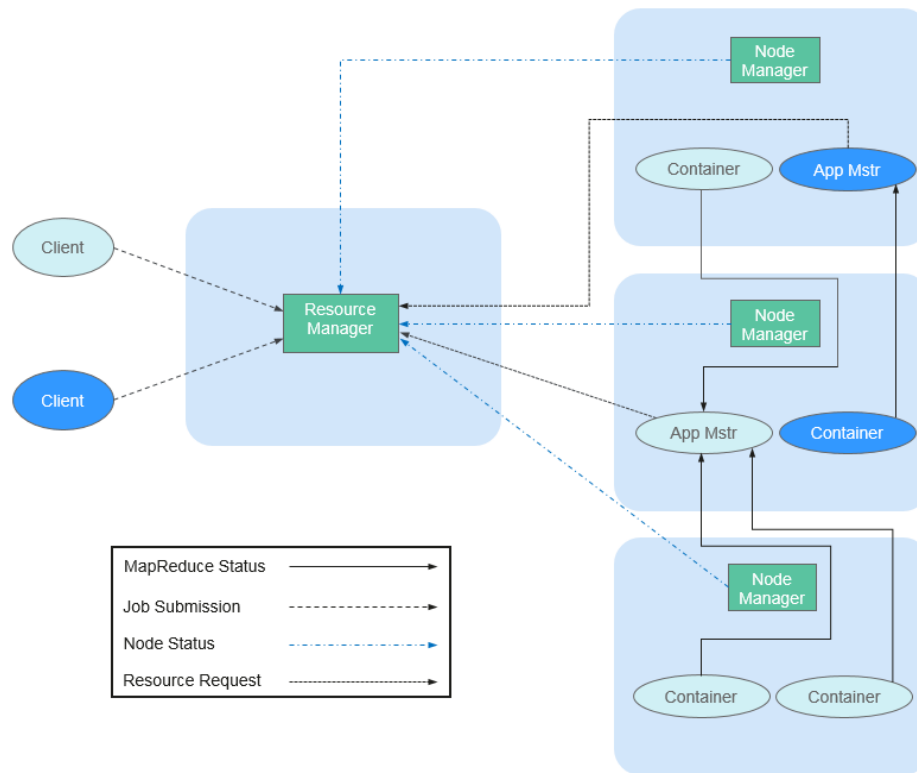 Node
Manager
Container
App Mstr
Client
Resource
Manager
Node
Manager
Client
App Mstr
Container
MapReduce Status
Job Submission
Node Status
Resource Request
Node
Manager
Container
Container